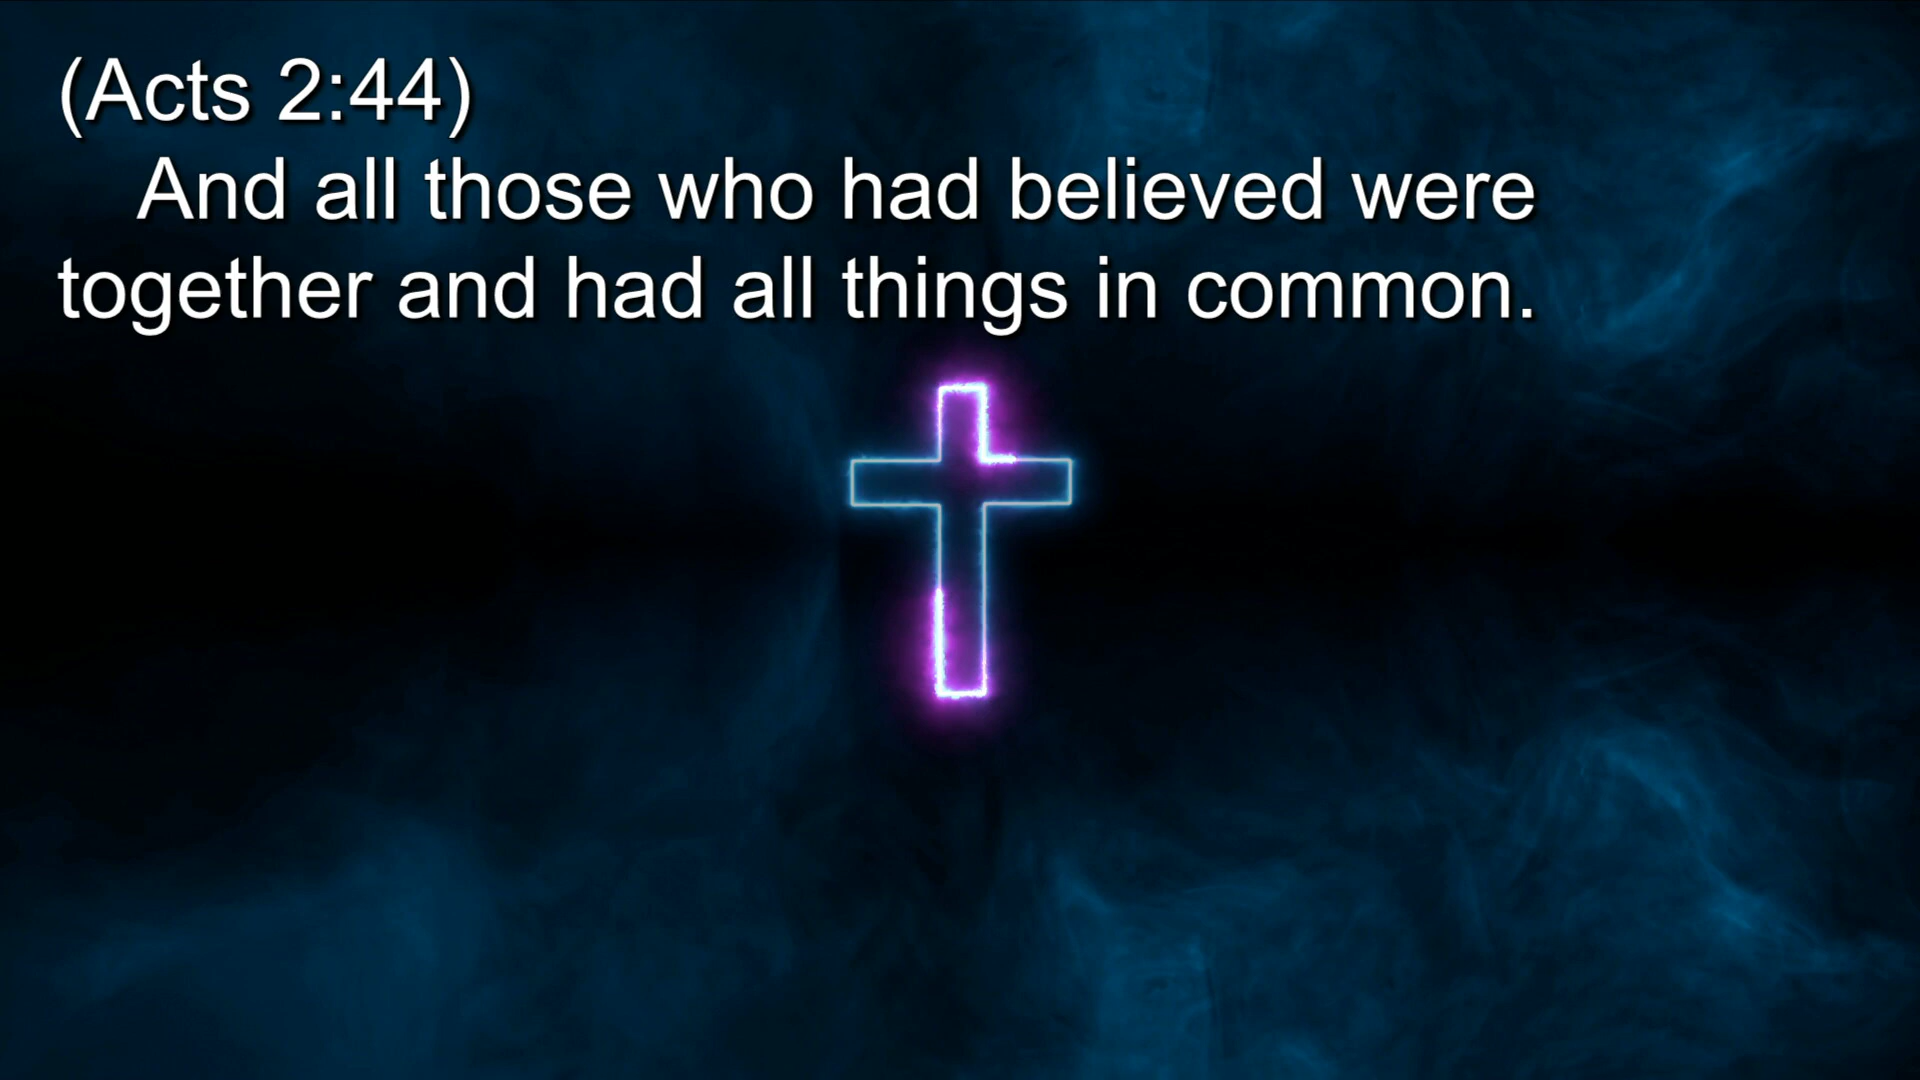 (Acts 2:44)
And all those who had believed were
together and had all things in common.